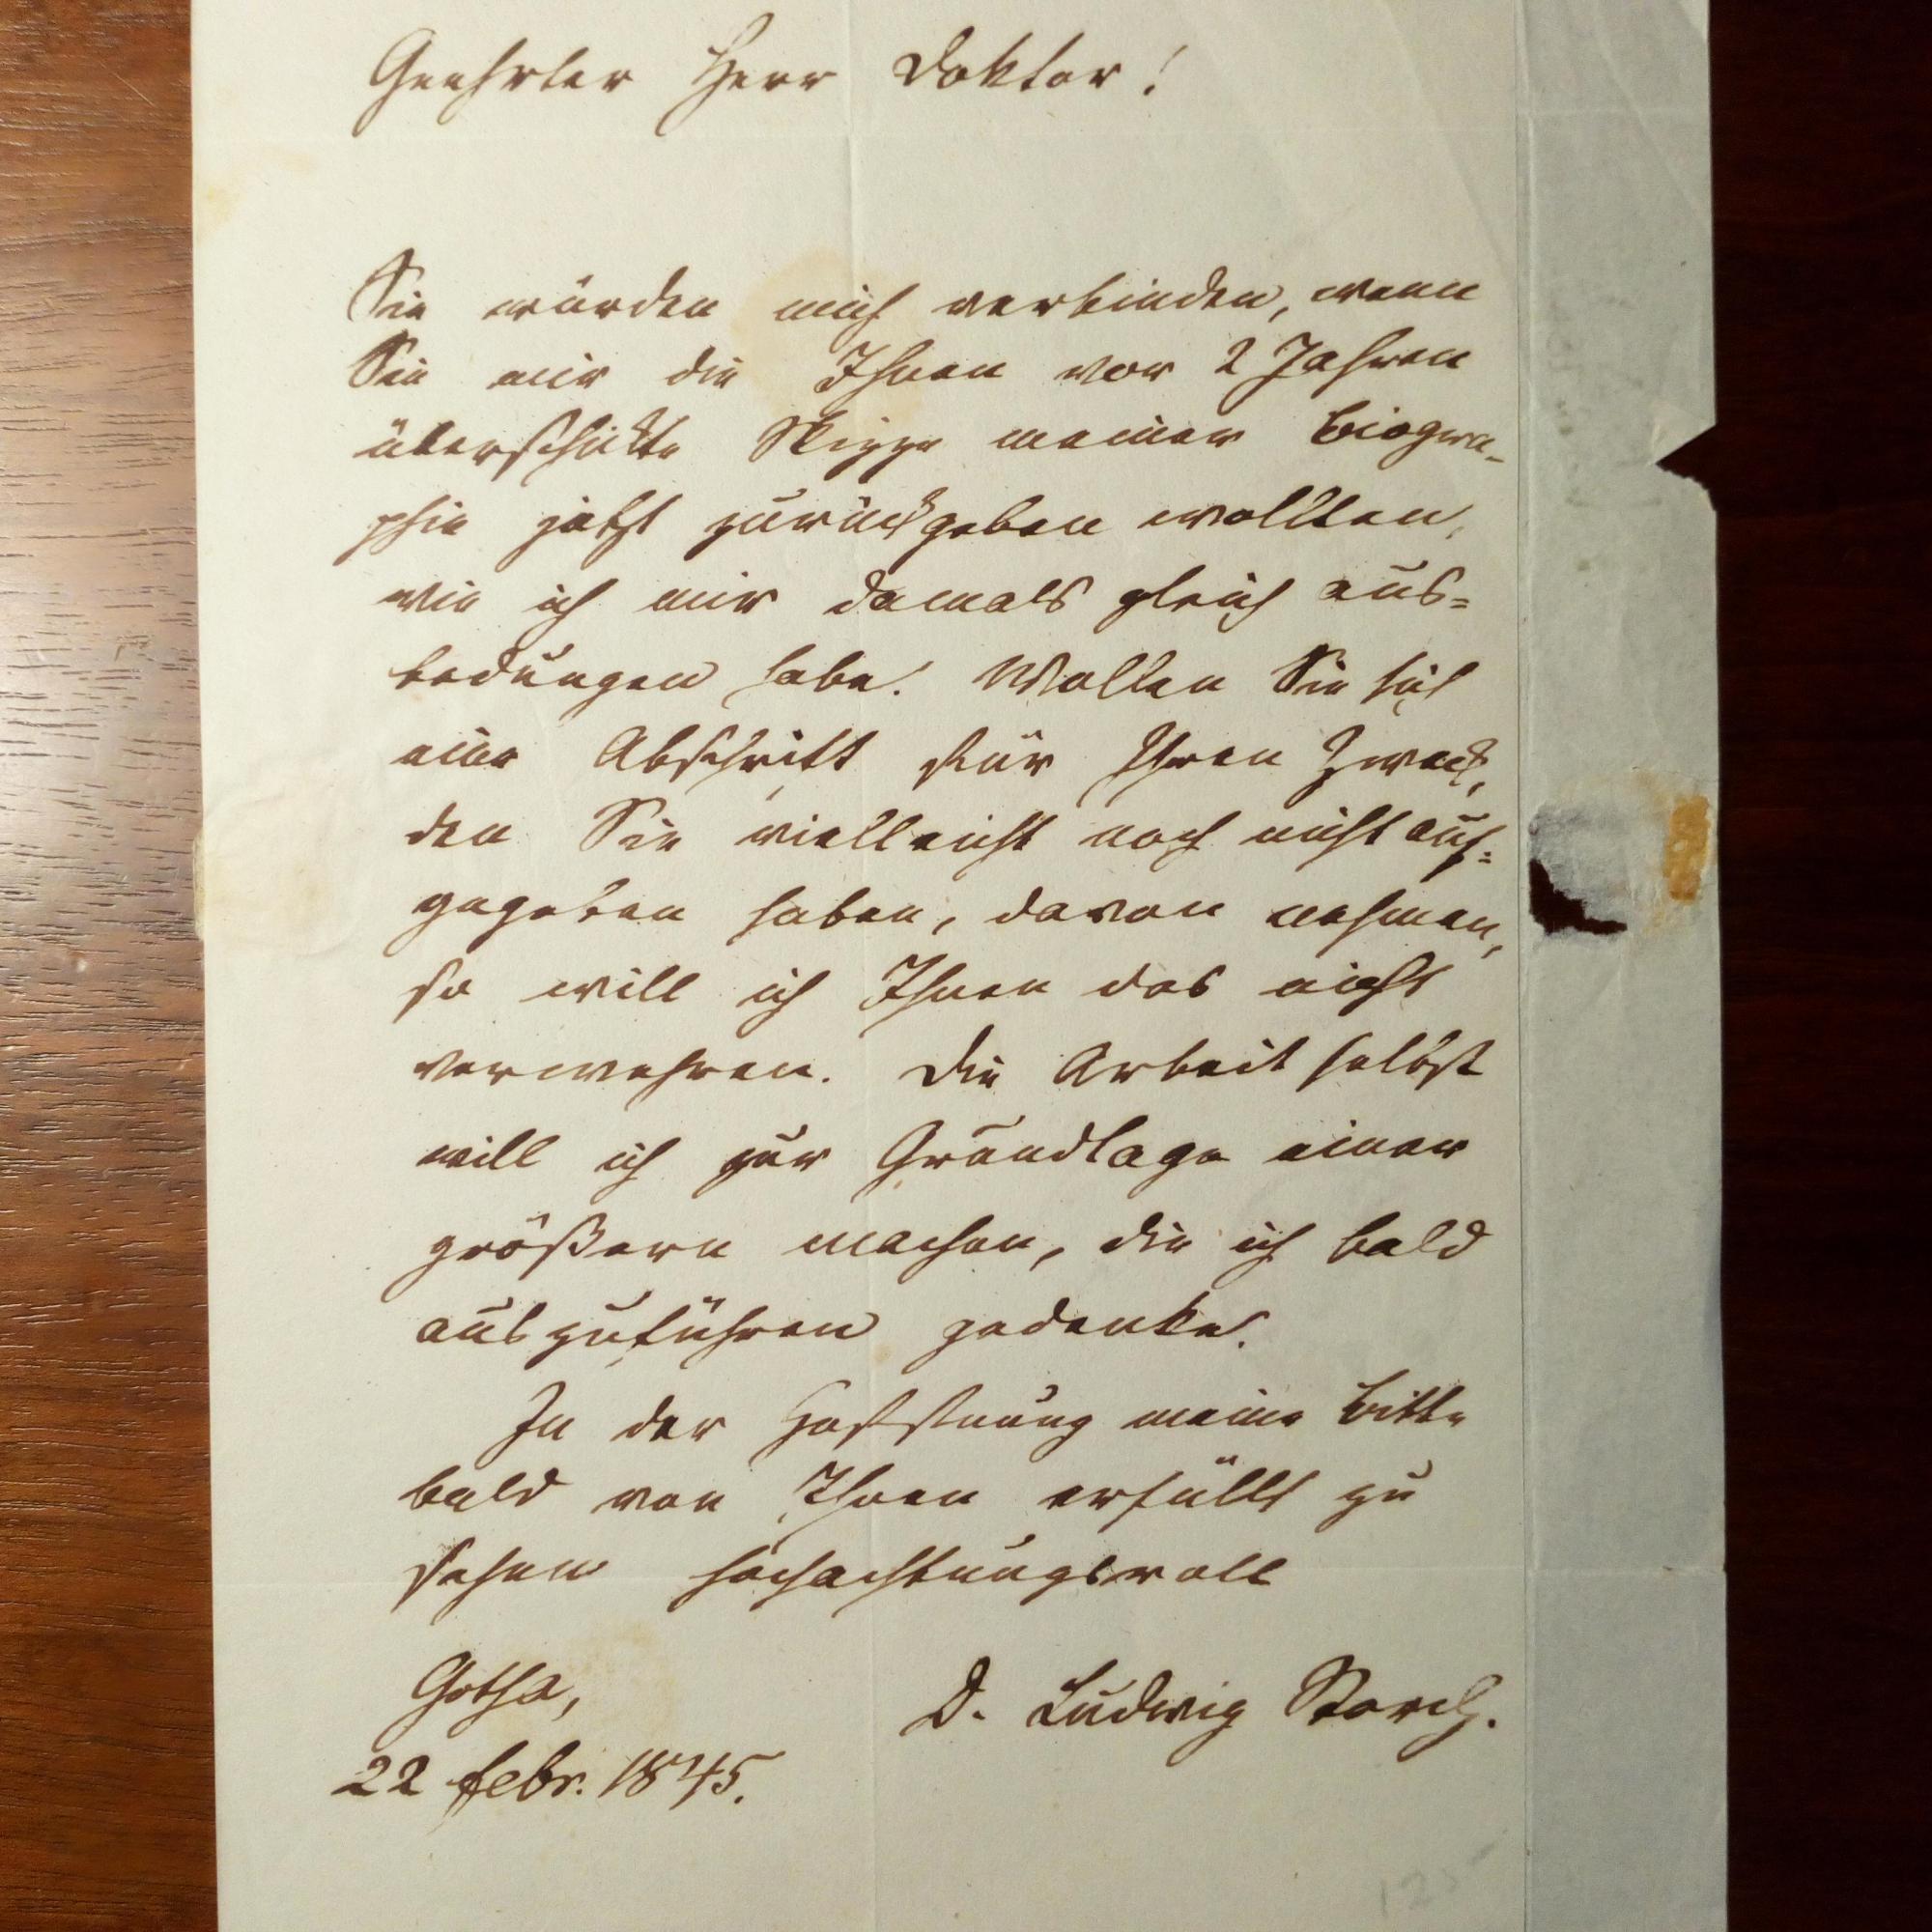 Geehrter Herr Doktor!
Sie würden mich verbinden, wenn
Sie mir die Ihnen vor 2 Jahren
überschickte Skizze meiner Biogra-
phie jetzt zurückgeben wollten,
wie ich mir damals gleich aus=
bedungen habe. Wollen Sie sich
eine Abschrift für Ihren Zweck,
den Sie vielleicht noch nicht auf=
gegeben haben, davon nehmen,
so will ich Ihnen das nicht
verwehren. Die Arbeit selbst
will ich zur Grundlage einer
größern machen, die ich bald
auszuführen gedenke.
In der Hoffnung meine Bitte
bald von Ihnen erfüllt zu
sehen hochachtungsvoll
Gotha,
D. Ludwig Storch.
22 Febr. 1845.